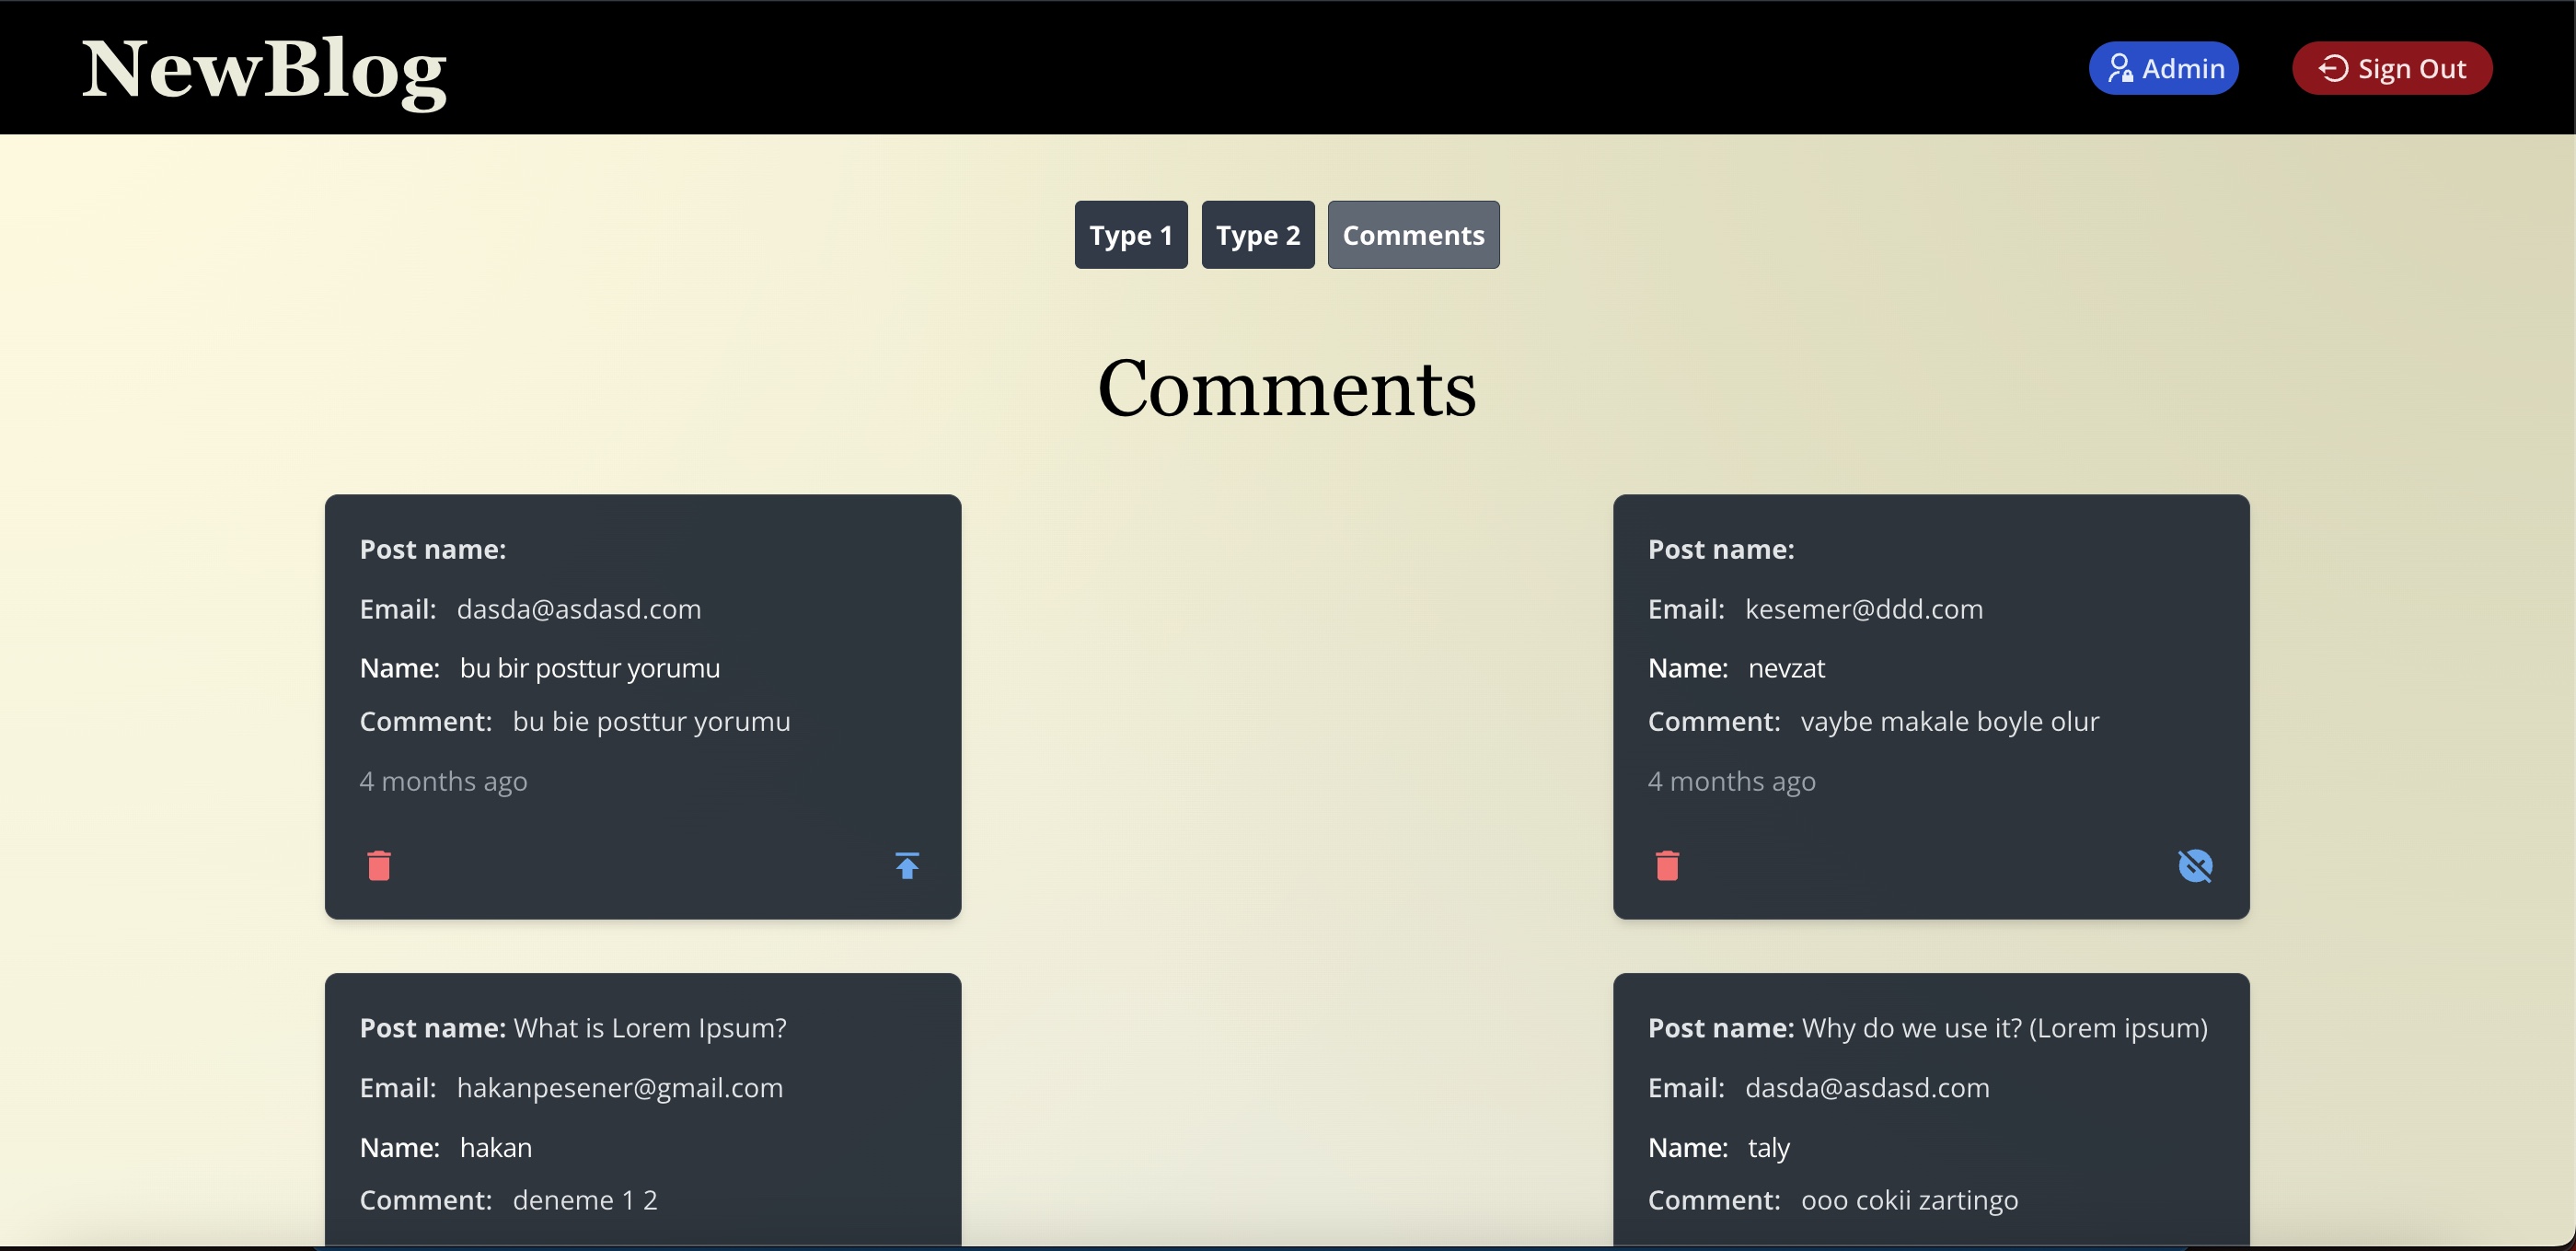 NewBlog
Admin
Sign Out
Type 1
Type 2
Comments
Comments
Post name:
Email: dasda@asdasd.com
Name: bu bir posttur yorumu
Comment: bu bie posttur yorumu
4 months ago
Post name:
Email: kesemer@ddd.com
Name: nevzat
Comment: vaybe makale boyle olur
4 months ago
Post name: What is Lorem Ipsum?
Email: hakanpesener@gmail.com
Name: hakan
Comment: deneme 1 2
Post name: Why do we use it? (Lorem ipsum)
Email: dasda@asdasd.com
Name: taly
Comment: ooo cokii zartingo